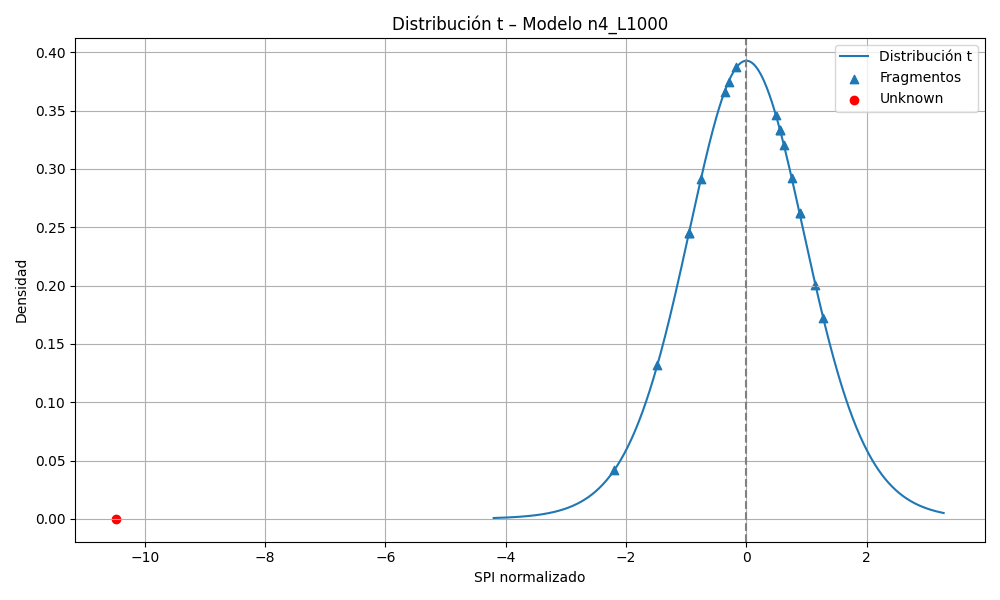 Distribución t – Modelo n4_L1000
Distribución t
Fragmentos
Unknown
0.40
0.35
0.30
0.25
0.20
0.15
0.10
0.05
0.00
Densidad
−10
−8
−6
−4
−2
0
2
SPI normalizado